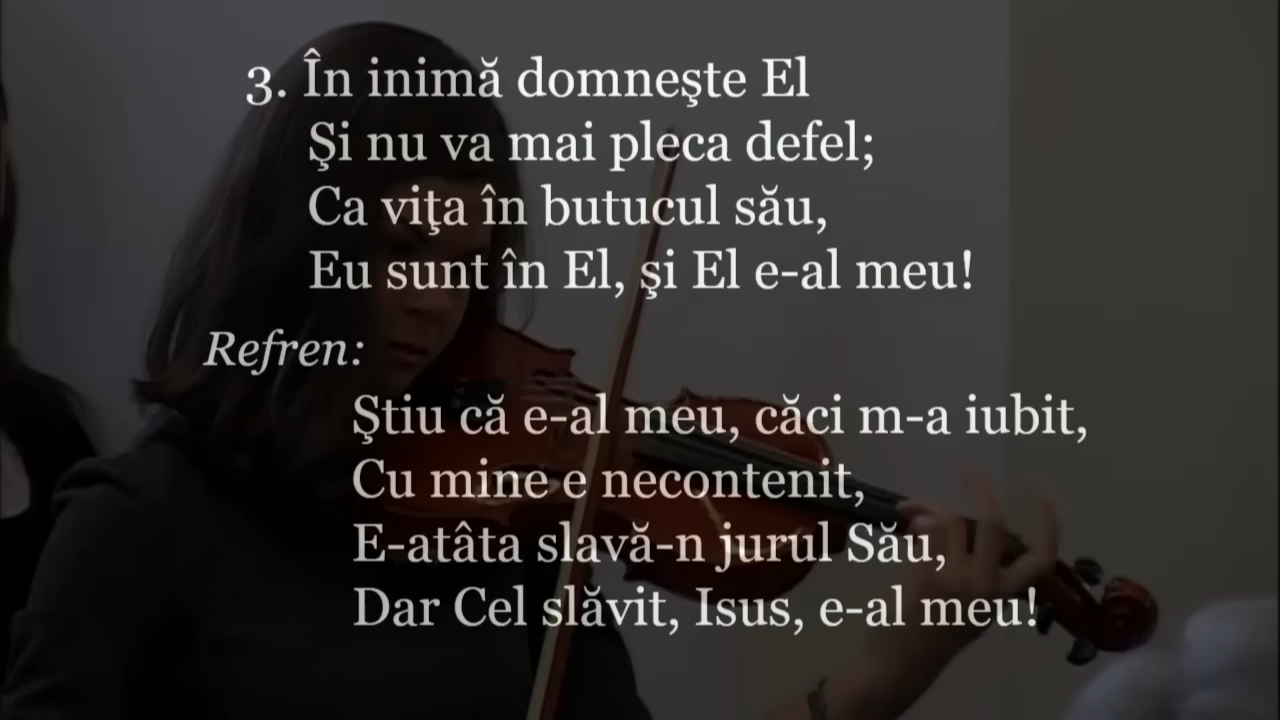 3. În inimă domneşte El
Şi nu va mai pleca defel;
Ca viţa în butucul său,
Eu sunt în El, şi El e-al meu!
Refren:
Ştiu că e-al meu, căci m-a iubit,
Cu mine e necontenit,
E-atâta slavă-n jurul Său,
Dar Cel slăvit, Isus, e-al meu!